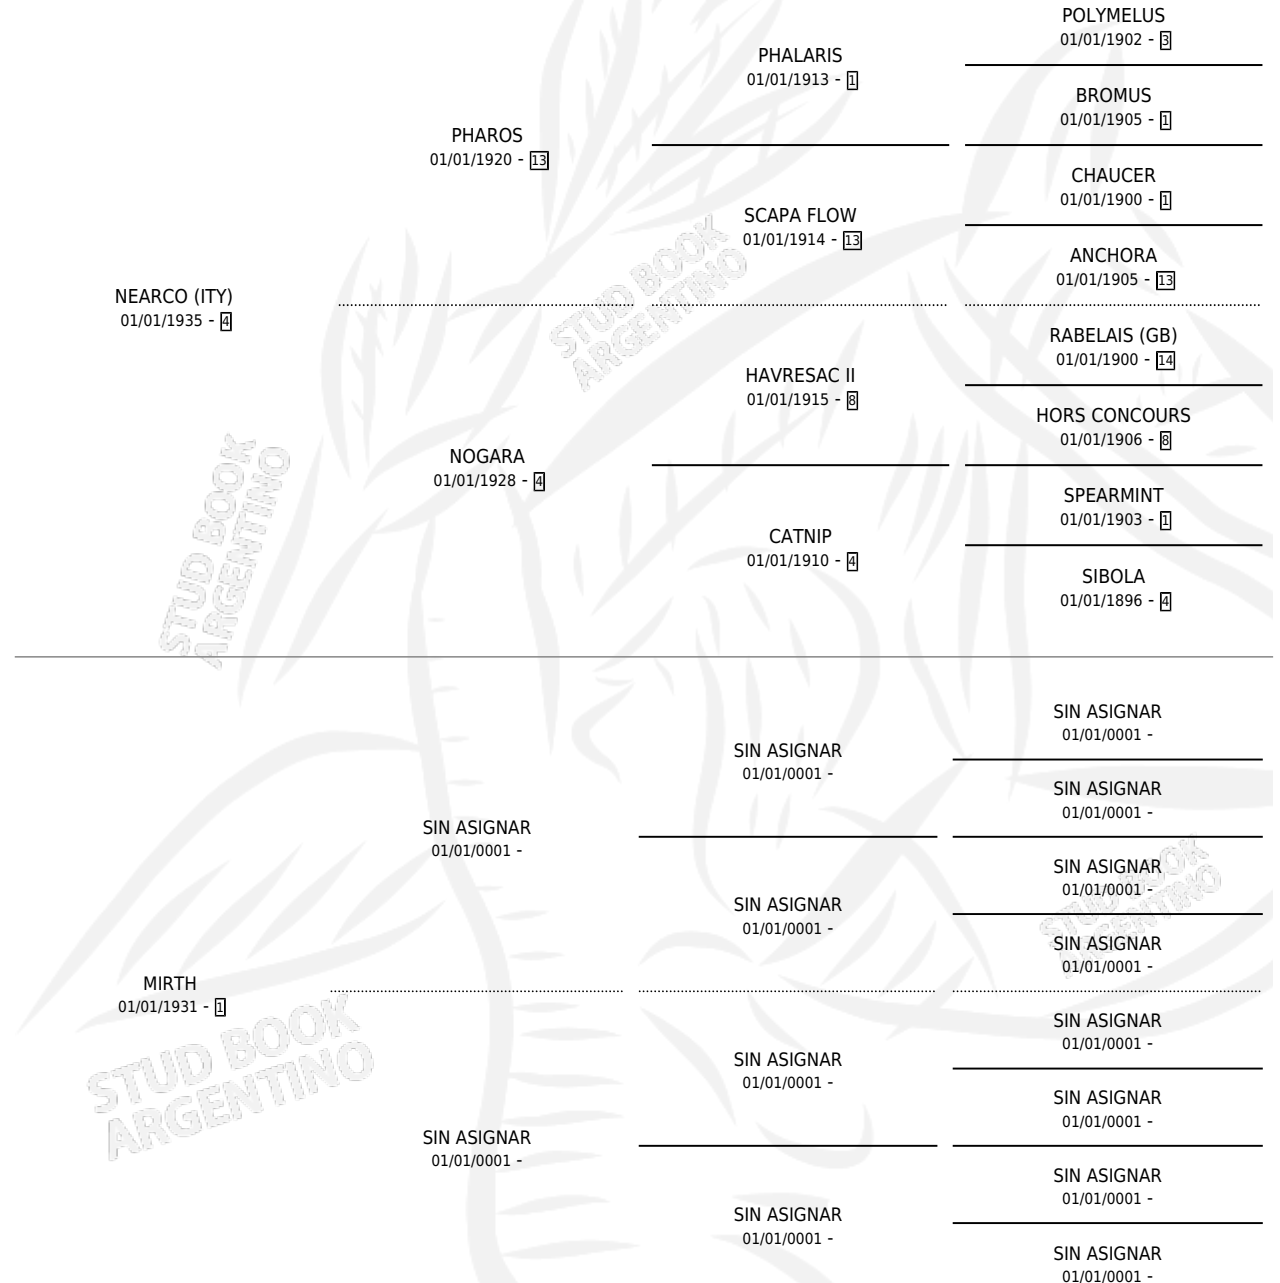 POLYMELUS
01/01/1902 - 3
PHALARIS
01/01/1913 - 1
BROMUS
01/01/1905 - 1
PHAROS
01/01/1920 - 13
CHAUCER
01/01/1900 - 1
SCAPA FLOW
01/01/1914 - 13
ANCHORA
01/01/1905 - 13
NEARCO (ITY)
01/01/1935 - 4
STUD BOOK
ARGENTINO
RABELAIS (GB)
01/01/1900 - 14
HAVRESAC II
01/01/1915 - 8
HORS CONCOURS
01/01/1906 - 8
NOGARA
01/01/1928 - 4
SPEARMINT
01/01/1903 - 1
CATNIP
01/01/1910 - 4
SIBOLA
01/01/1896 - 4
STUD BOOK
ARGENTINO
SIN ASIGNAR
01/01/0001 -
SIN ASIGNAR
01/01/0001 -
SIN ASIGNAR
01/01/0001 -
SIN ASIGNAR
01/01/0001 -
SIN ASIGNAR
01/01/0001 -
SIN ASIGNAR
01/01/0001 -
SIN ASIGNAR
01/01/0001 -
STUD BOOK
ARGENTINO
MIRTH
01/01/1931 - 1
SIN ASIGNAR
01/01/0001 -
SIN ASIGNAR
01/01/0001 -
SIN ASIGNAR
01/01/0001 -
SIN ASIGNAR
01/01/0001 -
SIN ASIGNAR
01/01/0001 -
SIN ASIGNAR
01/01/0001 -
SIN ASIGNAR
01/01/0001 -
STUD BOOK
ARGENTINO